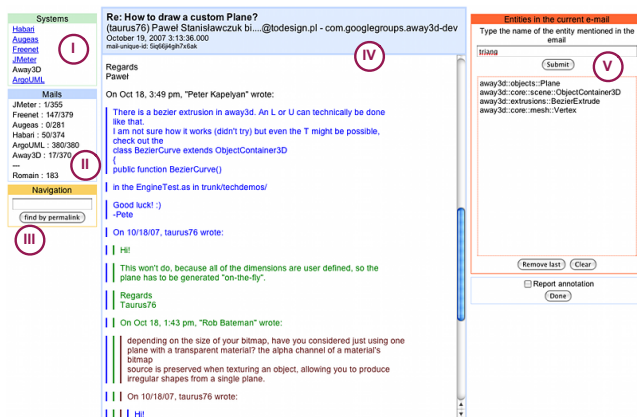 Systems
Habari
Augeas
Freenet
JMeter
Away3D
ArgoUML
I
Mails
JMeter : 1/355
Freenet : 147/379
Augeas : 0/281
Habari : 50/374
ArgoUML : 380/380
Away3D : 17/370
---
Romain : 183
II
Navigation
find by permalink
III
Re: How to draw a custom Plane?
(taurus76) Pawel Stanislawczuk bi....@todesign.pl - com.googlegroups.away3d-dev
October 19, 2007 3:13:36.000
mail-unique-id: 5iq66j4gih7x6ak
IV
Regards
Paweł
On Oct 18, 3:49 pm, "Peter Kapelyan" wrote:
There is a bezier extrusion in away3d. An L or U can technically be done
like that.
I am not sure how it works (didn't try) but even the T might be possible,
check out the
class BezierCurve extends ObjectContainer3D
{
public function BezierCurve()
in the EngineTest.as in trunk/techdemos/
Good luck! :)
-Pete
On 10/18/07, taurus76 wrote:
Hi!
This won't do, because all of the dimensions are user defined, so the
plane has to be generated "on-the-fly".
Regards
Taurus76
On Oct 18, 1:43 pm, "Rob Bateman" wrote:
depending on the size of your bitmap, have you considered just using one
plane with a transparent material? the alpha channel of a material's
bitmap
source is preserved when texturing an object, allowing you to produce
irregular shapes from a single plane.
On 10/18/07, taurus76 wrote:
Hi!
Entities in the current e-mail
Type the name of the entity mentioned in the
email
triang
Submit
V
away3d::objects::Plane
away3d::core::scene::ObjectContainer3D
away3d::extrusions::BezierExtrude
away3d::core::mesh::Vertex
Remove last
Clear
Report annotation
Done